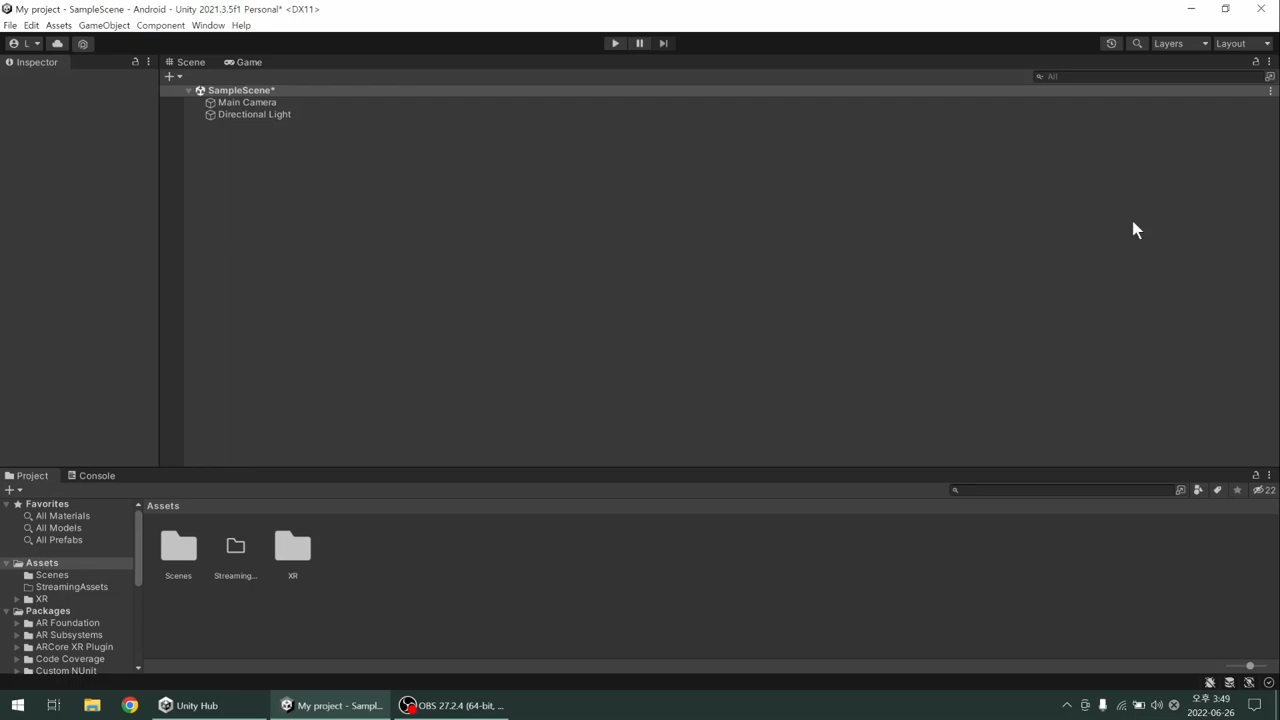 My project - SampleScene - Android - Unity 2021.3.5f1 Personal* <DX11>
File Edit Assets GameObject Component Window Help
L
Layers
Layout
Inspector
Scene
Game
All
SampleScene*
Main Camera
Directional Light
Project
Console
22
Favorites
All Materials
All Models
All Prefabs
Assets
Scenes
StreamingAssets
XR
Packages
AR Foundation
AR Subsystems
ARCore XR Plugin
Code Coverage
Custom NUnit
Assets
Scenes
Streaming...
XR
Unity Hub
My project - Sampl...
OBS 27.2.4 (64-bit, ...
오후 3:49
2022-06-26